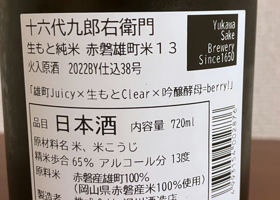 十六代九郎右衛門
生もと純米 赤磐雄町米13
火入原酒 2022BY仕込38号
Yukawa
Sake
Brewery
Since1650
「雄町Juicy×生もとClear×吟醸酵母=berry!」
品目 日本酒 内容量 720ml
原材料名 米、米こうじ
精米歩合 65% アルコール分 13度
原料米 赤磐産雄町100%
(岡山県赤磐産米100%使用)
製造者